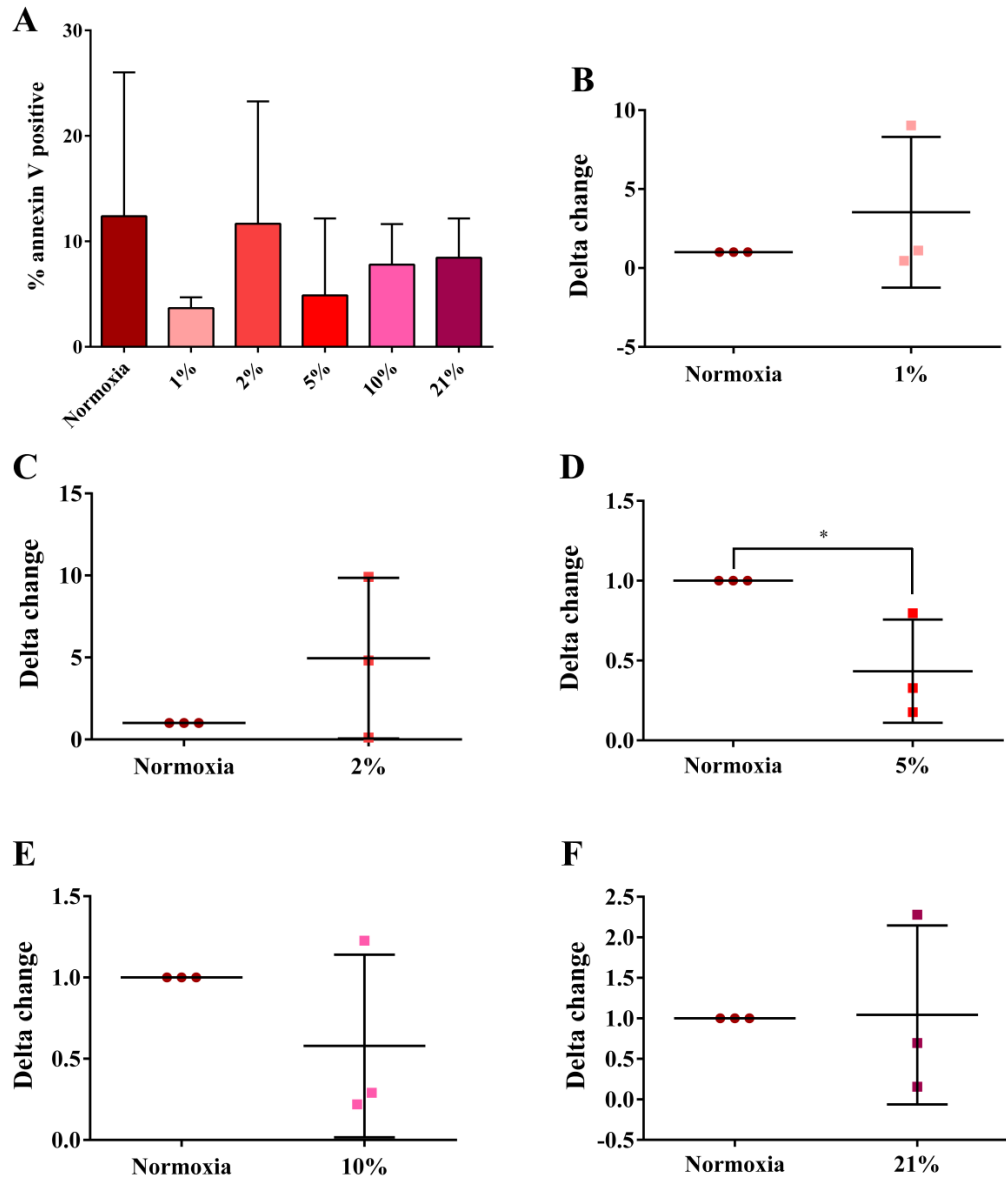 A
% annexin V positive
30
20
10
0
Normoxia
1%
2%
5%
10%
21%
B
Delta change
10
5
0
-5
Normoxia
1%
C
Delta change
15
10
5
0
Normoxia
2%
D
Delta change
1.5
1.0
0.5
0.0
*
Normoxia
5%
E
Delta change
1.5
1.0
0.5
0.0
Normoxia
10%
F
Delta change
2.5
2.0
1.5
1.0
0.5
0.0
-0.5
Normoxia
21%